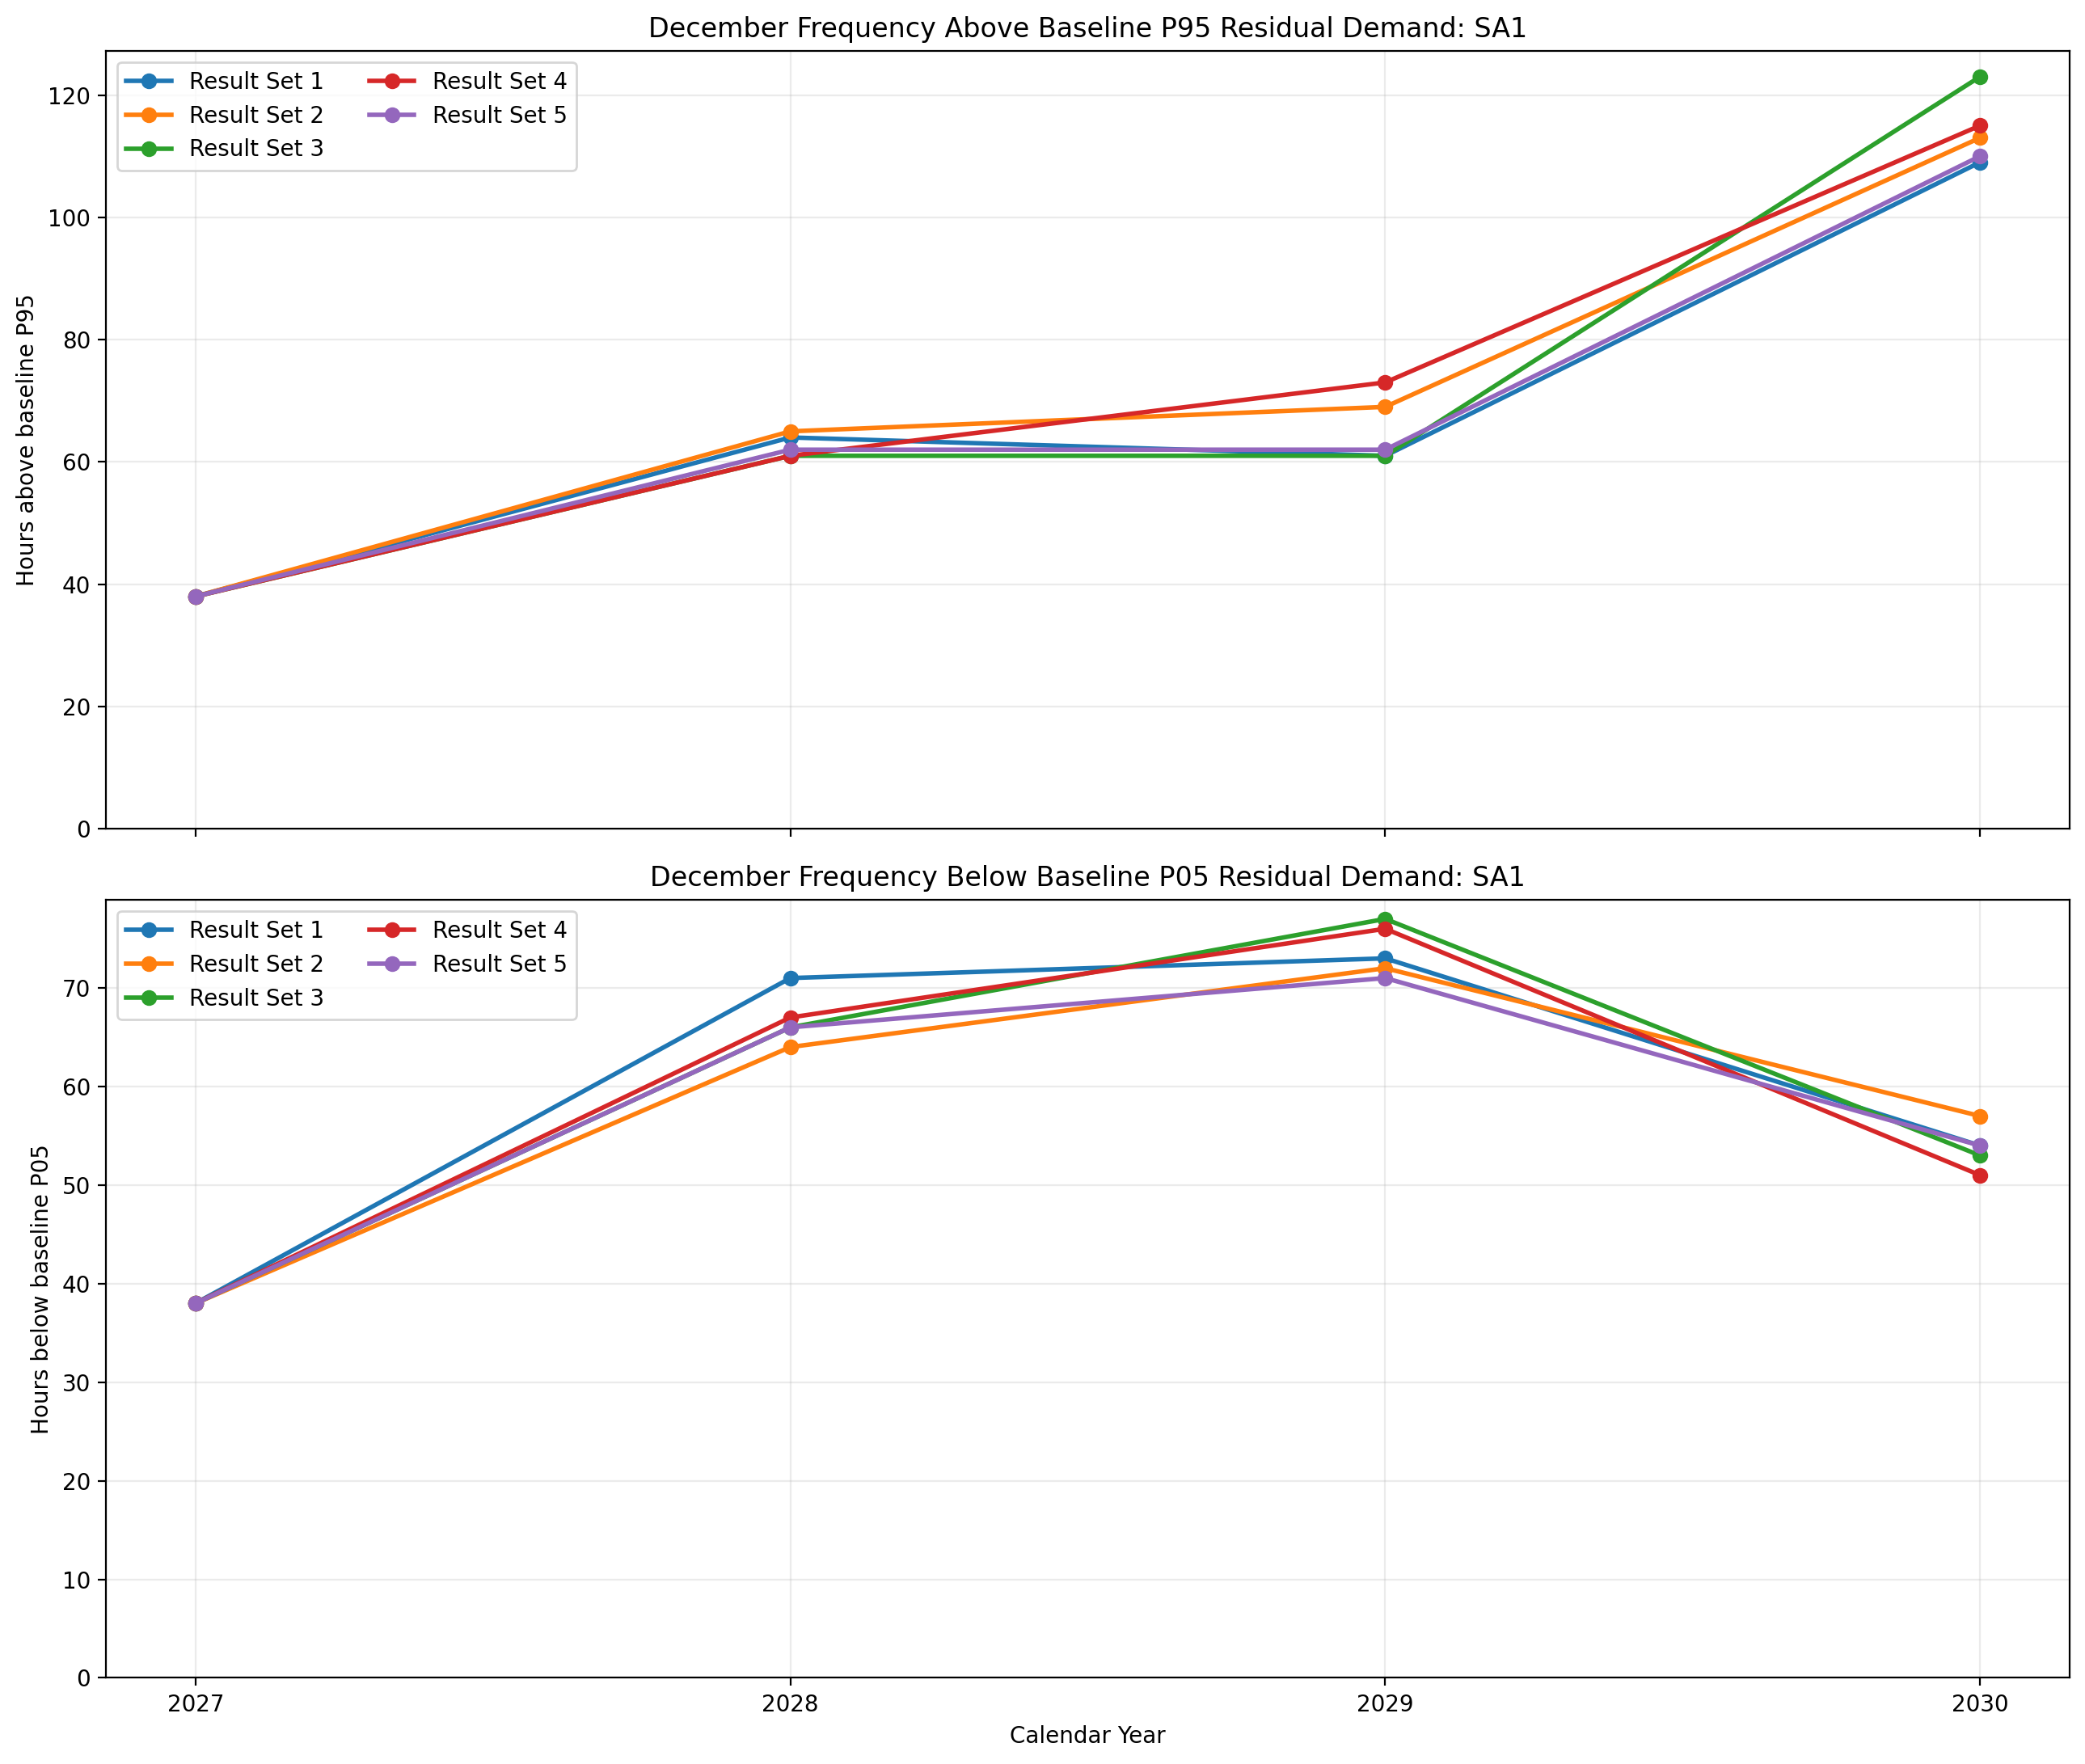 December Frequency Above Baseline P95 Residual Demand: SA1
Result Set 1
Result Set 2
Result Set 3
Result Set 4
Result Set 5
Hours above baseline P95
120
100
80
60
40
20
0
December Frequency Below Baseline P05 Residual Demand: SA1
Result Set 1
Result Set 2
Result Set 3
Result Set 4
Result Set 5
Hours below baseline P05
70
60
50
40
30
20
10
0
2027 2028 2029 2030
Calendar Year